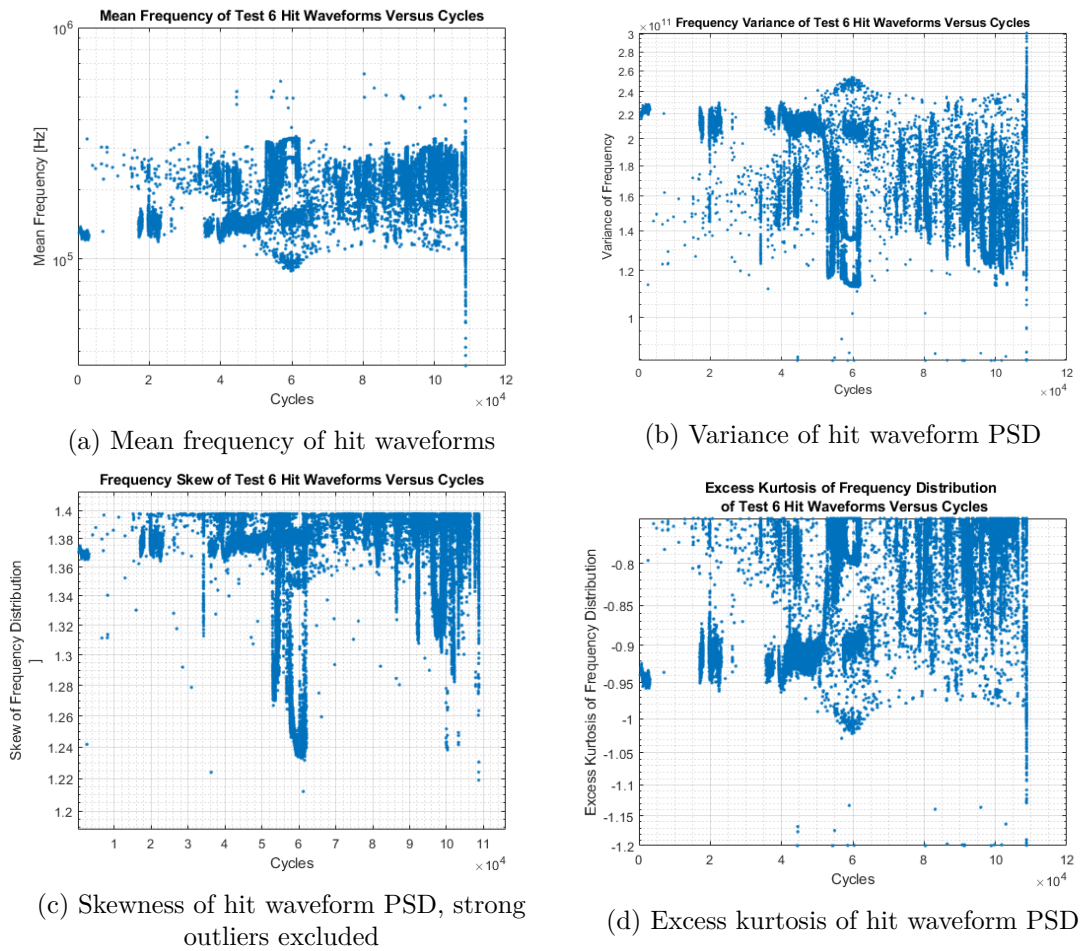 Mean Frequency of Test 6 Hit Waveforms Versus Cycles
10^6
10^5
Mean Frequency [Hz]
0 2 4 6 8 10 12
Cycles
× 10^4
(a) Mean frequency of hit waveforms
× 10^11
Frequency Variance of Test 6 Hit Waveforms Versus Cycles
3
2.8
2.6
2.4
2.2
2
1.8
1.6
1.4
1.2
1
Variance of Frequency
0 2 4 6 8 10 12
Cycles
× 10^4
(b) Variance of hit waveform PSD
Frequency Skew of Test 6 Hit Waveforms Versus Cycles
1.4
1.38
1.36
1.34
1.32
1.3
1.28
1.26
1.24
1.22
1.2
Skew of Frequency Distribution
]
1 2 3 4 5 6 7 8 9 10 11
Cycles
× 10^4
(c) Skewness of hit waveform PSD, strong
outliers excluded
Excess Kurtosis of Frequency Distribution
of Test 6 Hit Waveforms Versus Cycles
-0.8
-0.85
-0.9
-0.95
-1
-1.05
-1.1
-1.15
-1.2
Excess Kurtosis of Frequency Distribution
0 2 4 6 8 10 12
Cycles
× 10^4
(d) Excess kurtosis of hit waveform PSD